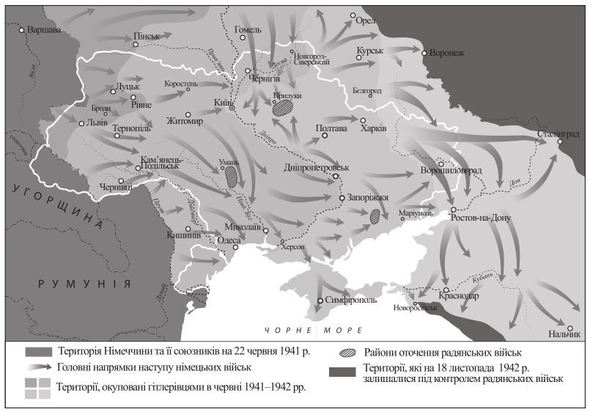 Варшава
Пінськ
Гомель
Орел
Курськ
Воронеж
Новгород-
Сіверський
Чернігів
Луцьк
Коростень
Рівне
Броди
Київ
Прилуки
Бєлгород
Львів
Житомир
Тернопіль
Полтава
Харків
Сталінград
Кам'янець-
Подільськ
Умань
Дніпропетровськ
Ворошиловград
Дон
Чернівці
Запоріжжя
УГОРЩИНА
Маріуполь
Ростов-на-Дону
Кишинів
Миколаїв
Одеса
Херсон
РУМУНІЯ
Кубань
Краснодар
Сімферополь
Новоросійськ
Нальчик
ЧОРНЕ МОРЕ
Територія Німеччини та її союзників на 22 червня 1941 р.
Головні напрямки наступу німецьких військ
Території, окуповані гітлерівцями в червні 1941–1942 рр.
Райони оточення радянських військ
Території, які на 18 листопада 1942 р.
залишалися під контролем радянських військ